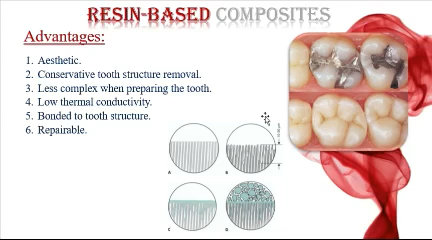 RESIN-BASED COMPOSITES
Advantages:
1. Aesthetic.
2. Conservative tooth structure removal.
3. Less complex when preparing the tooth.
4. Low thermal conductivity.
5. Bonded to tooth structure.
6. Repairable.
A
B
C
D